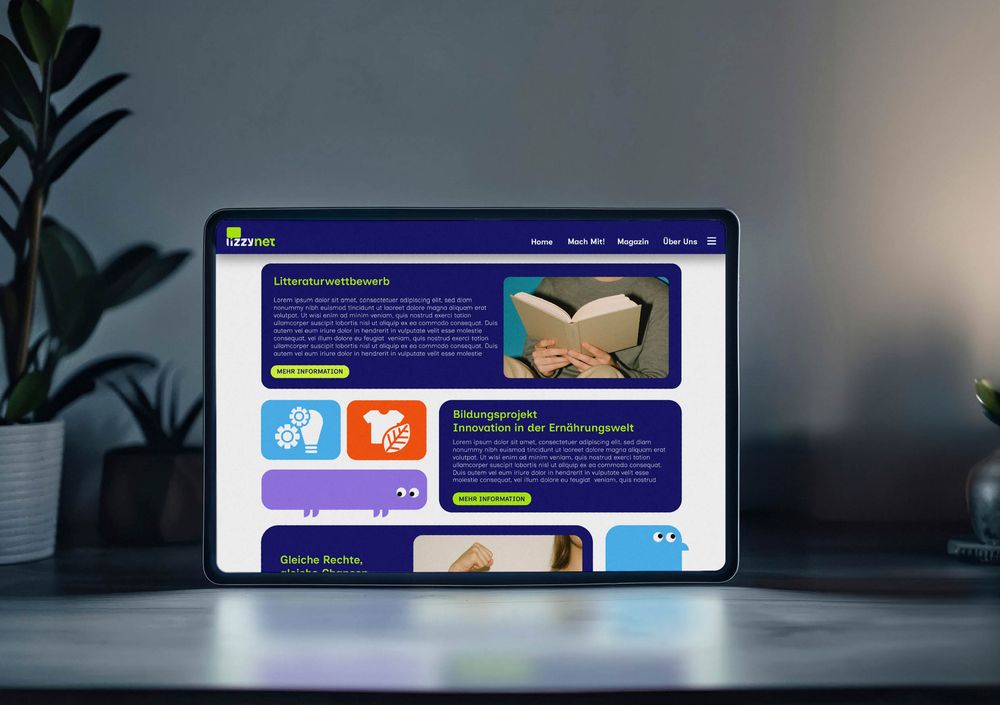 lizzynet
Home Mach Mit! Magazin Über Uns
Litteraturwettbewerb
Lorem ipsum dolor sit amet, consectetuer adipiscing elit, sed diam
nonummy nibh euismod tincidunt ut laoreet dolore magna aliquam erat
volutpat. Ut wisi enim ad minim veniam, quis nostrud exerci tation
ullamcorper suscipit lobortis nisl ut aliquip ex ea commodo consequat. Duis
autem vel eum iriure dolor in hendrerit in vulputate velit esse molestie
consequat, vel illum dolore eu feugiat veniam, quis nostrud exerci tation
ullamcorper suscipit lobortis nisl ut aliquip ex ea commodo consequat. Duis
autem vel eum iriure dolor in hendrerit in vulputate velit esse molestie
MEHR INFORMATION
Bildungsprojekt
Innovation in der Ernährungswelt
Lorem ipsum dolor sit amet, consectetuer adipiscing elit, sed diam
nonummy nibh euismod tincidunt ut laoreet dolore magna aliquam erat
volutpat. Ut wisi enim ad minim veniam, quis nostrud exerci tation
ullamcorper suscipit lobortis nisl ut aliquip ex ea commodo consequat.
Duis autem vel eum iriure dolor in hendrerit in vulputate velit esse
molestie consequat, vel illum dolore eu feugiat veniam, quis nostrud
MEHR INFORMATION
Gleiche Rechte,
gleiche Chancen